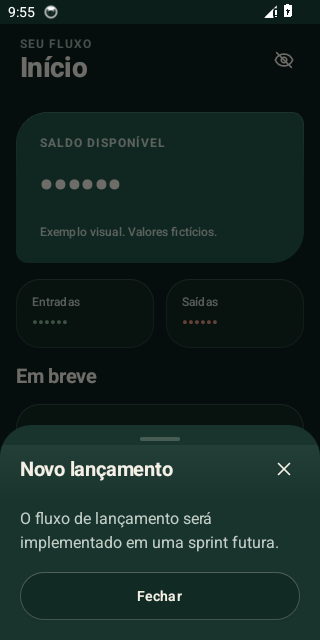 9:55
SEU FLUXO
Início
SALDO DISPONÍVEL
••••••
Exemplo visual. Valores fictícios.
Entradas
Saídas
••••••
••••••
Em breve
Novo lançamento
O fluxo de lançamento será
implementado em uma sprint futura.
Fechar